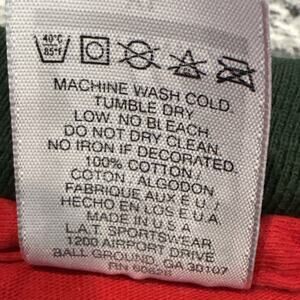 40°C
85°F
MACHINE WASH COLD.
TUMBLE DRY
LOW. NO BLEACH.
DO NOT DRY CLEAN.
NO IRON IF DECORATED.
100% COTTON /
COTON / ALGODON
FABRIQUE AUX E U /
HECHO EN LOS E.U.A.
MADE IN U.S.A
L.A.T. SPORTSWEAR
1200 AIRPORT DRIVE
BALL GROUND, GA 30107
RN